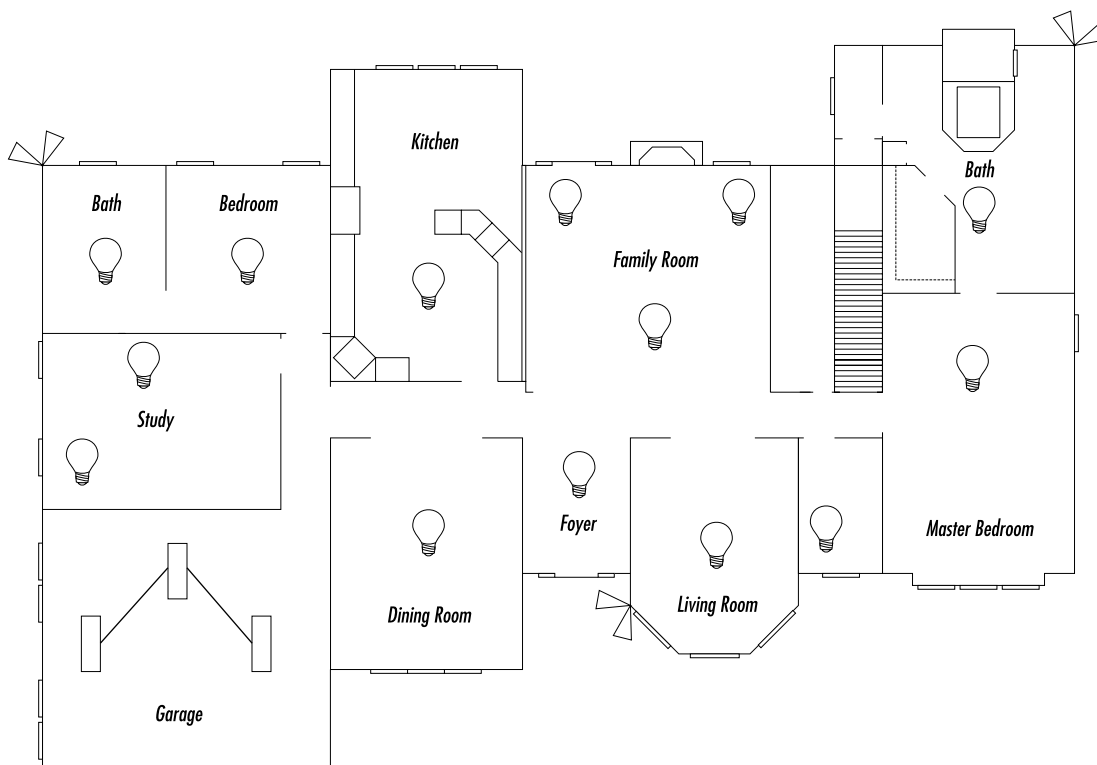 Kitchen
Bath
Bath
Bedroom
Family Room
Study
Foyer
Master Bedroom
Living Room
Dining Room
Garage